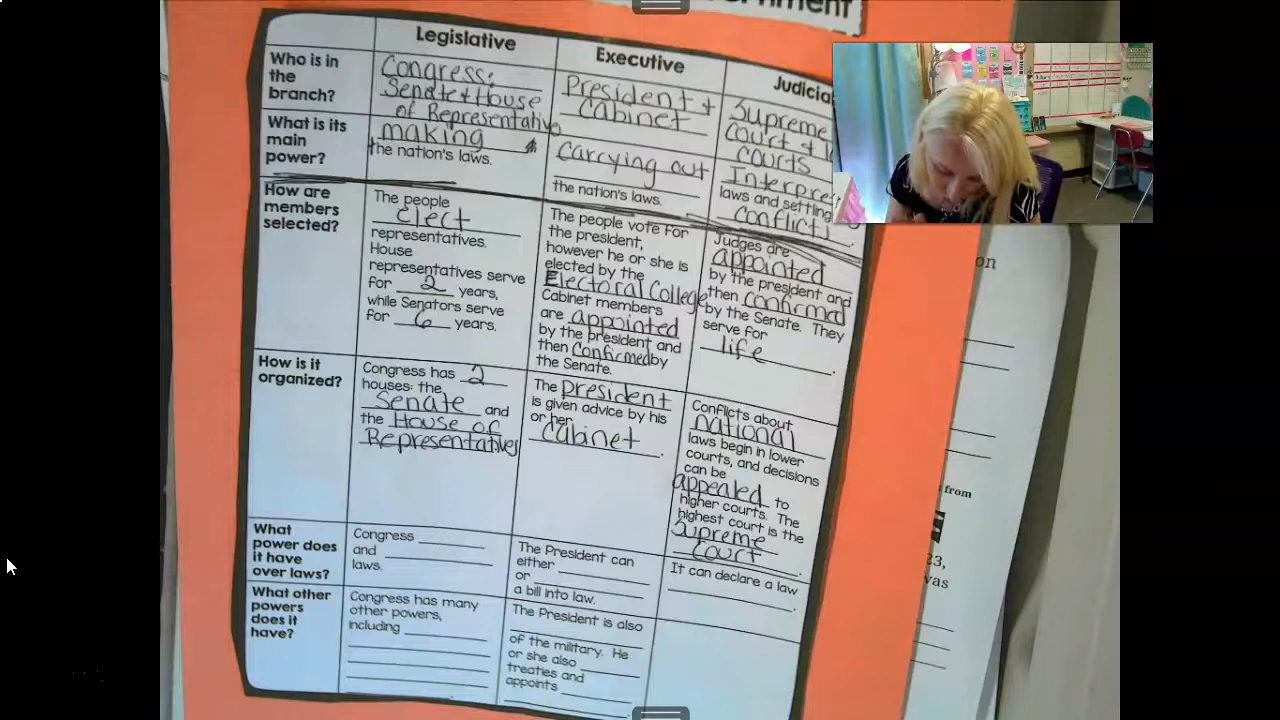 Legislative
Executive
Who is in
the
branch?
Congress:
Senate + House
of Representative
President +
Cabinet
Supreme
court +
courts
What is its
main
power?
making
the nation's laws.
Carrying out
the nation's laws.
Interpre
laws and settling
conflicts.
How are
members
selected?
The people
elect
representatives.
House
representatives serve
for 2 years,
while Senators serve
for 6 years.
The people vote for
the president,
however he or she is
elected by the
Electoral College
Cabinet members
are appointed
by the president and
then confirmed by
the Senate.
Judges are
appointed
by the president and
then confirmed
by the Senate. They
serve for
life.
How is it
organized?
Congress has 2
houses: the
Senate and
the House of
Representatives
The president
is given advice by his
or her
cabinet.
Conflicts about
national
laws begin in lower
courts, and decisions
can be
appealed to
higher courts. The
highest court is the
Supreme
Court.
What
power does
it have
over laws?
Congress
and
laws.
The President can
either
or
a bill into law.
It can declare a law
What other
powers
does it
have?
Congress has many
other powers,
including
The President is also
of the military. He
or she also
treaties and
appoints
on
from
23,
vas